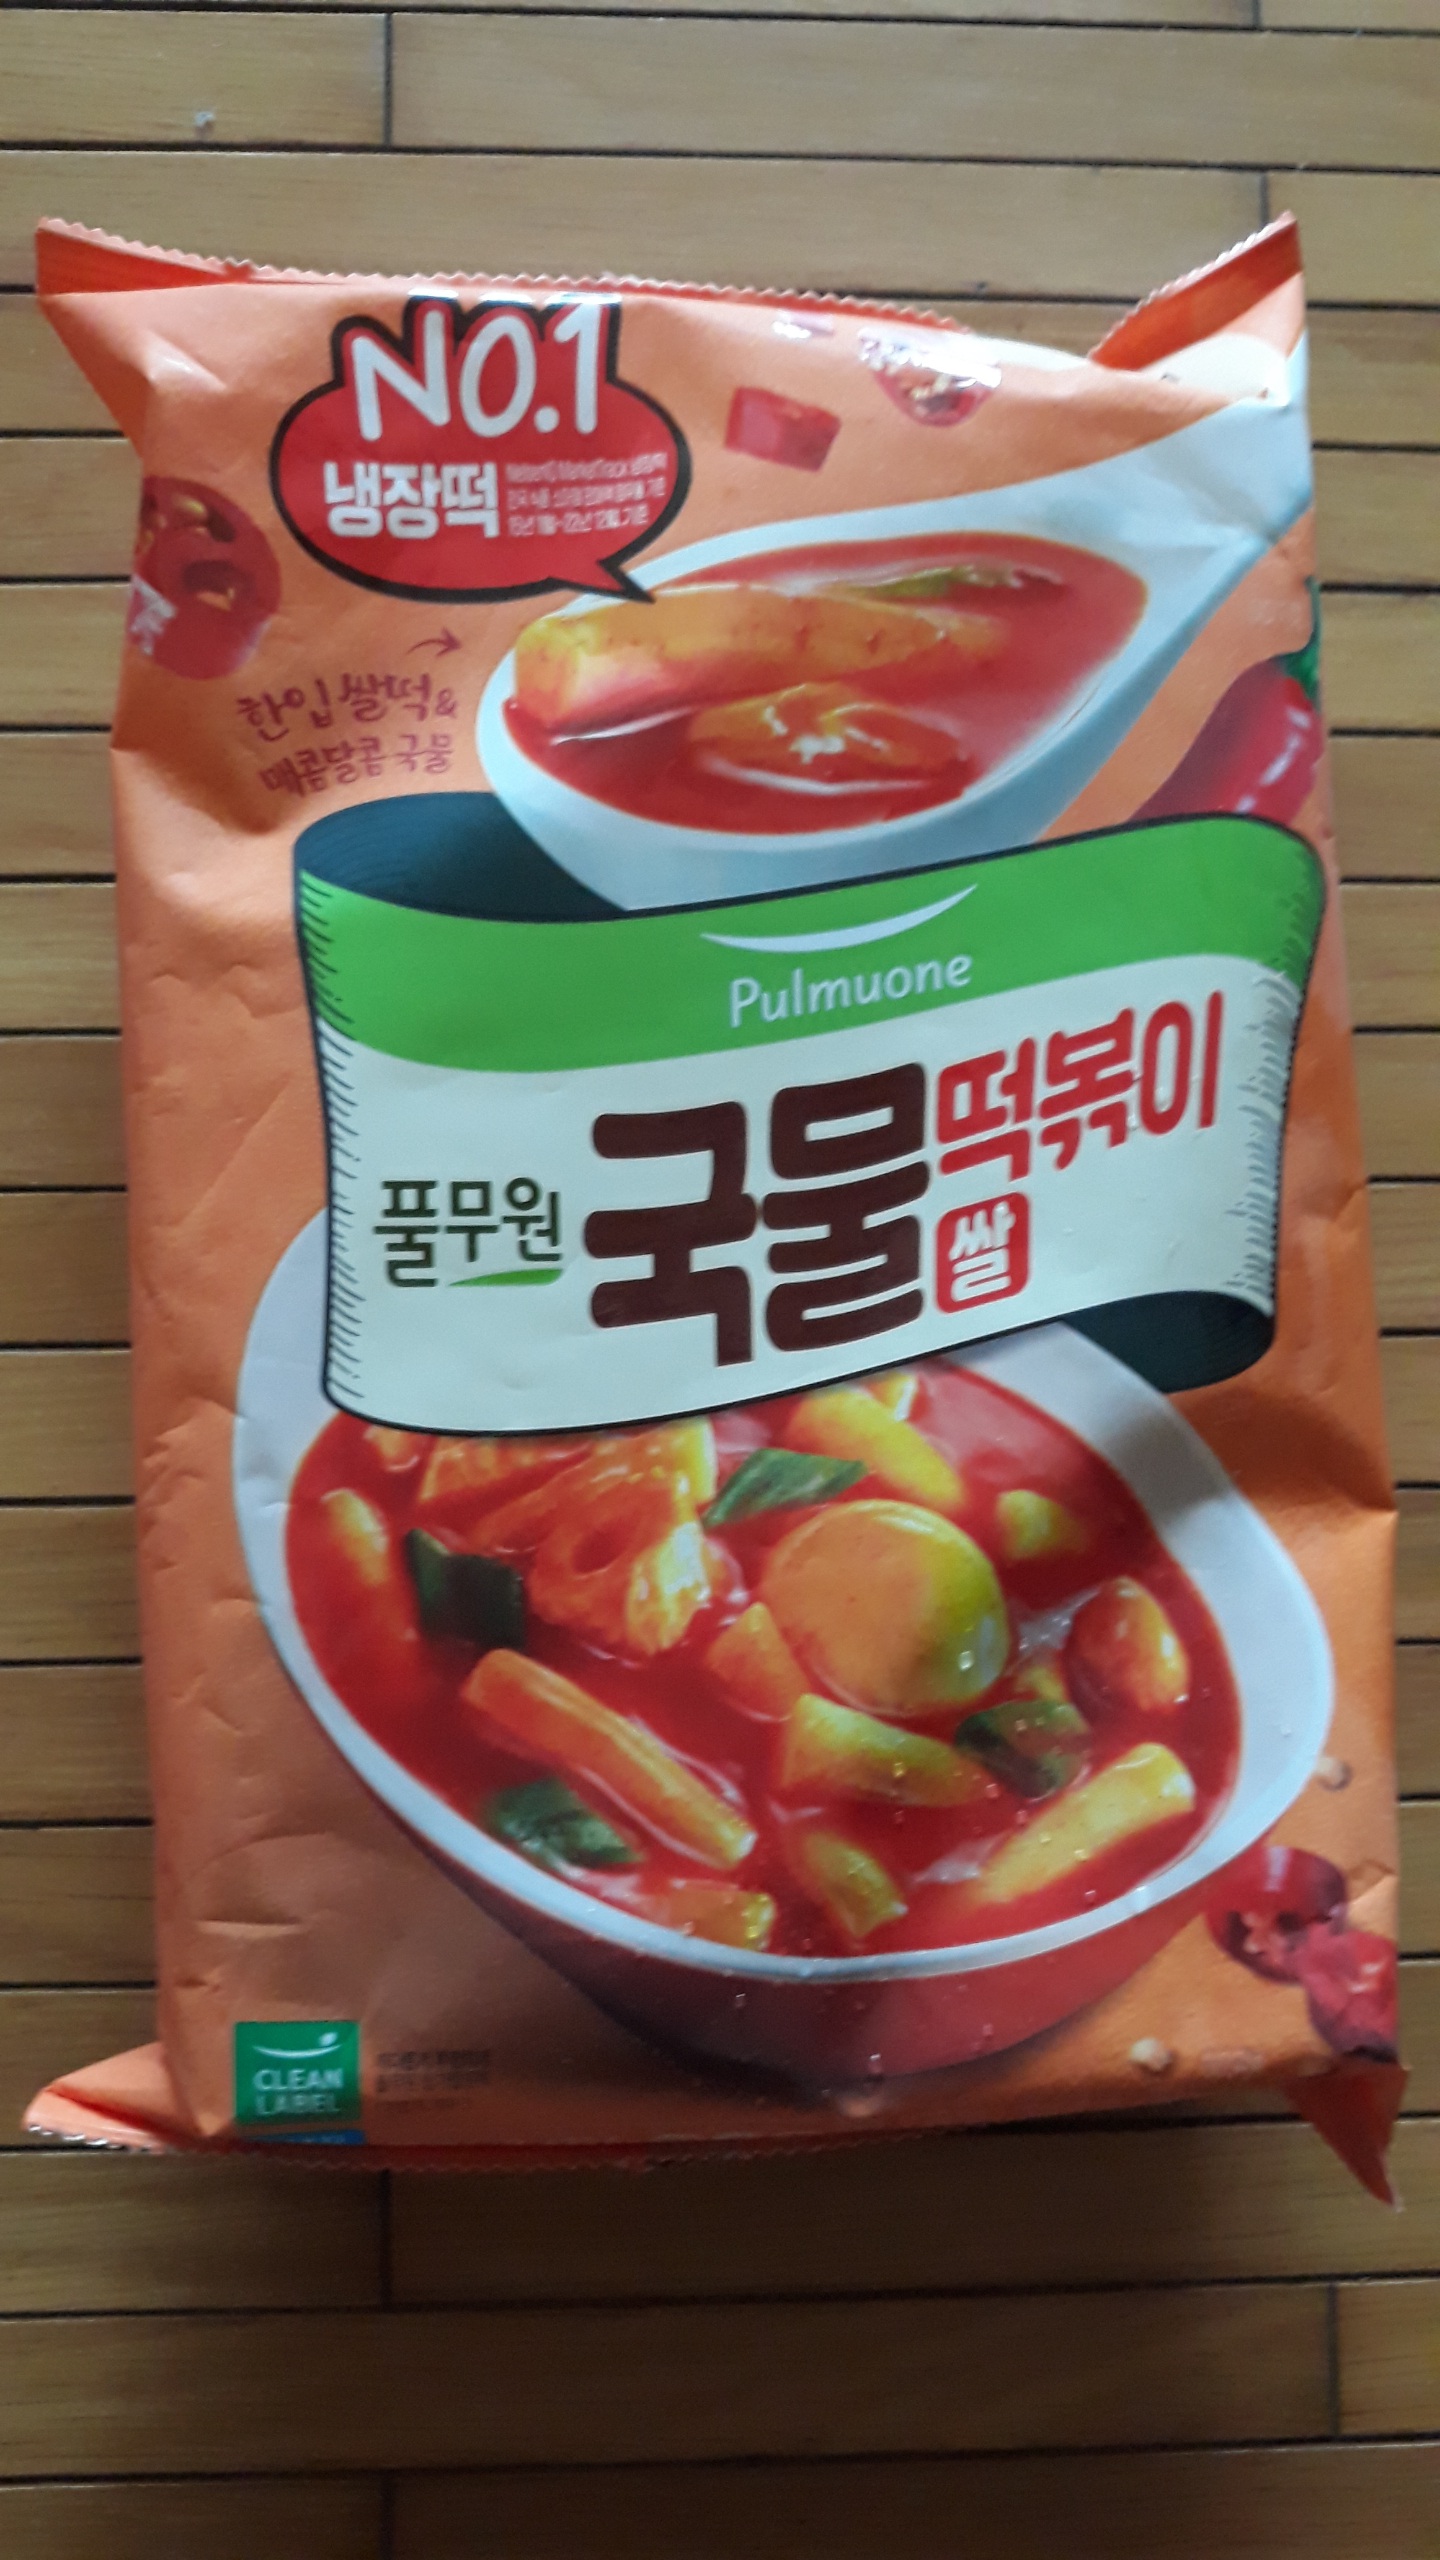 NO.1
냉장떡
한입 쌀떡&
매콤달콤 국물
Pulmuone
풀무원 국물떡볶이
쌀
CLEAN
LABEL